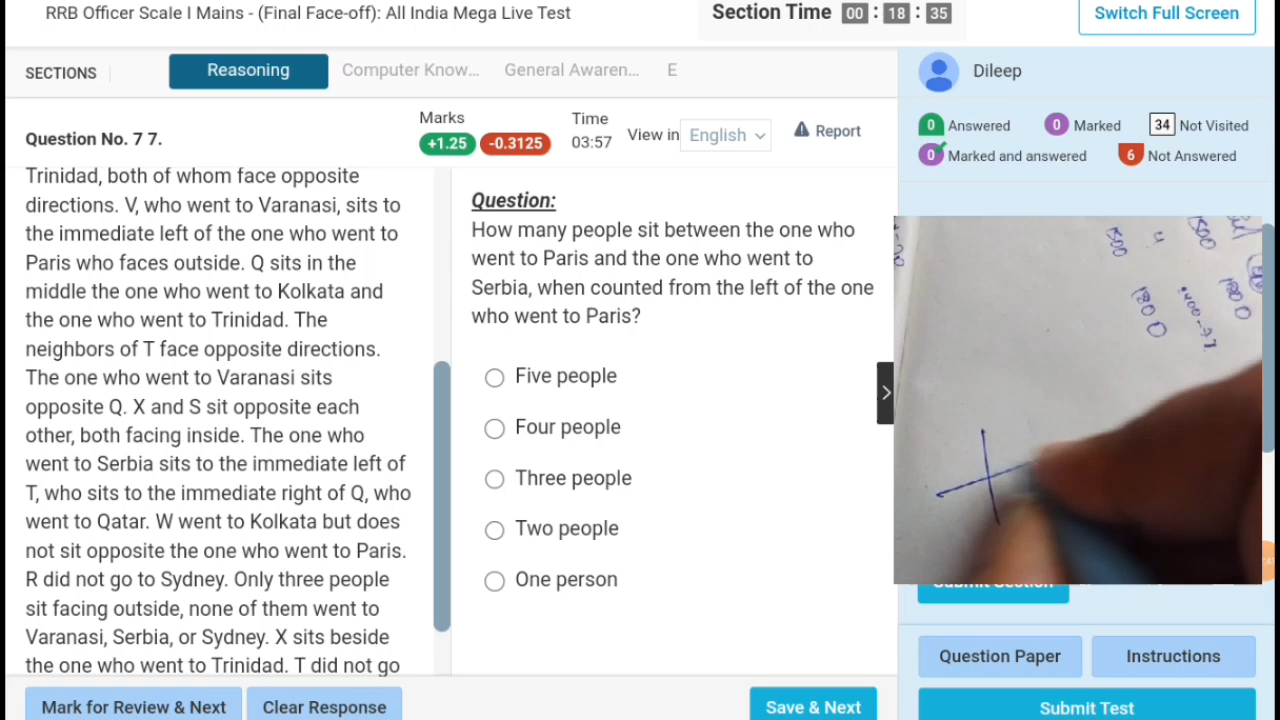 RRB Officer Scale I Mains - (Final Face-off): All India Mega Live Test
Section Time 00 : 18 : 35
Switch Full Screen
SECTIONS
Reasoning
Computer Know...
General Awaren...
E
Dileep
Question No. 7 7.
Marks
+1.25 -0.3125
Time
03:57
View in English
Report
0 Answered
0 Marked
34 Not Visited
0 Marked and answered
6 Not Answered
Trinidad, both of whom face opposite
directions. V, who went to Varanasi, sits to
the immediate left of the one who went to
Paris who faces outside. Q sits in the
middle the one who went to Kolkata and
the one who went to Trinidad. The
neighbors of T face opposite directions.
The one who went to Varanasi sits
opposite Q. X and S sit opposite each
other, both facing inside. The one who
went to Serbia sits to the immediate left of
T, who sits to the immediate right of Q, who
went to Qatar. W went to Kolkata but does
not sit opposite the one who went to Paris.
R did not go to Sydney. Only three people
sit facing outside, none of them went to
Varanasi, Serbia, or Sydney. X sits beside
the one who went to Trinidad. T did not go
Question:
How many people sit between the one who
went to Paris and the one who went to
Serbia, when counted from the left of the one
who went to Paris?
Five people
Four people
Three people
Two people
One person
1500
1500
1800
1800
Submit Section
Question Paper
Instructions
Mark for Review & Next
Clear Response
Save & Next
Submit Test